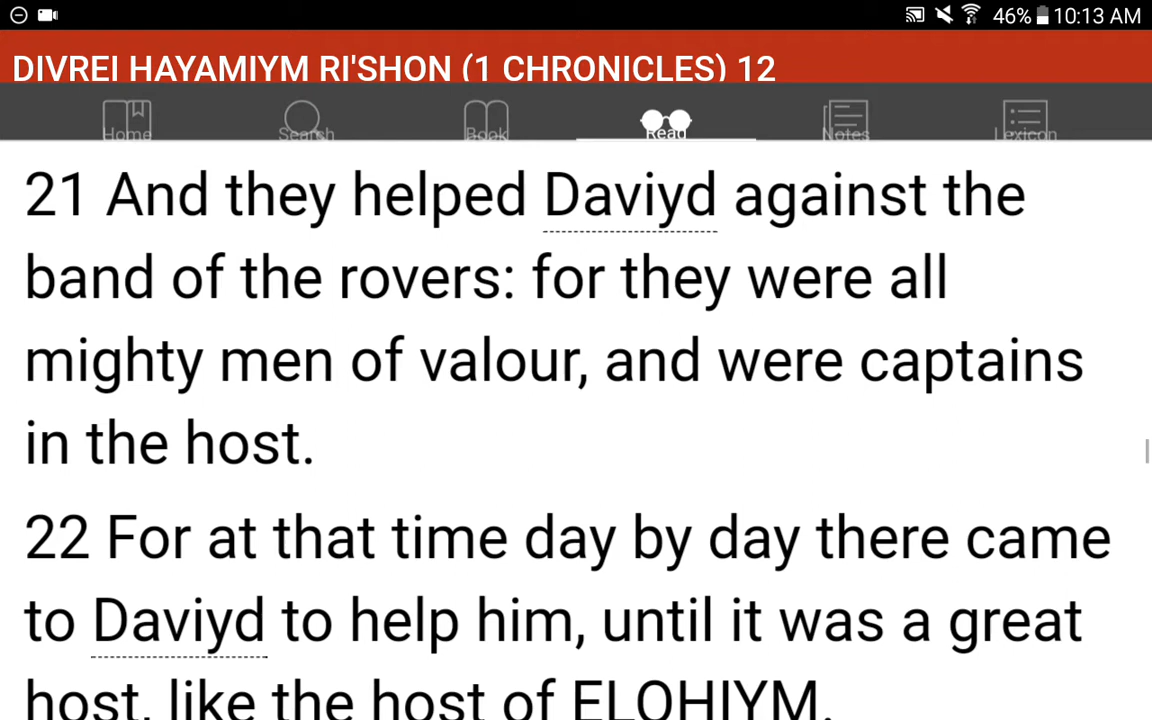 46% 10:13 AM
DIVREI HAYAMIYM RI'SHON (1 CHRONICLES) 12
Home Search Book Read Notes Lexicon
21 And they helped Daviyd against the
band of the rovers: for they were all
mighty men of valour, and were captains
in the host.
22 For at that time day by day there came
to Daviyd to help him, until it was a great
host, like the host of ELOHIYM.